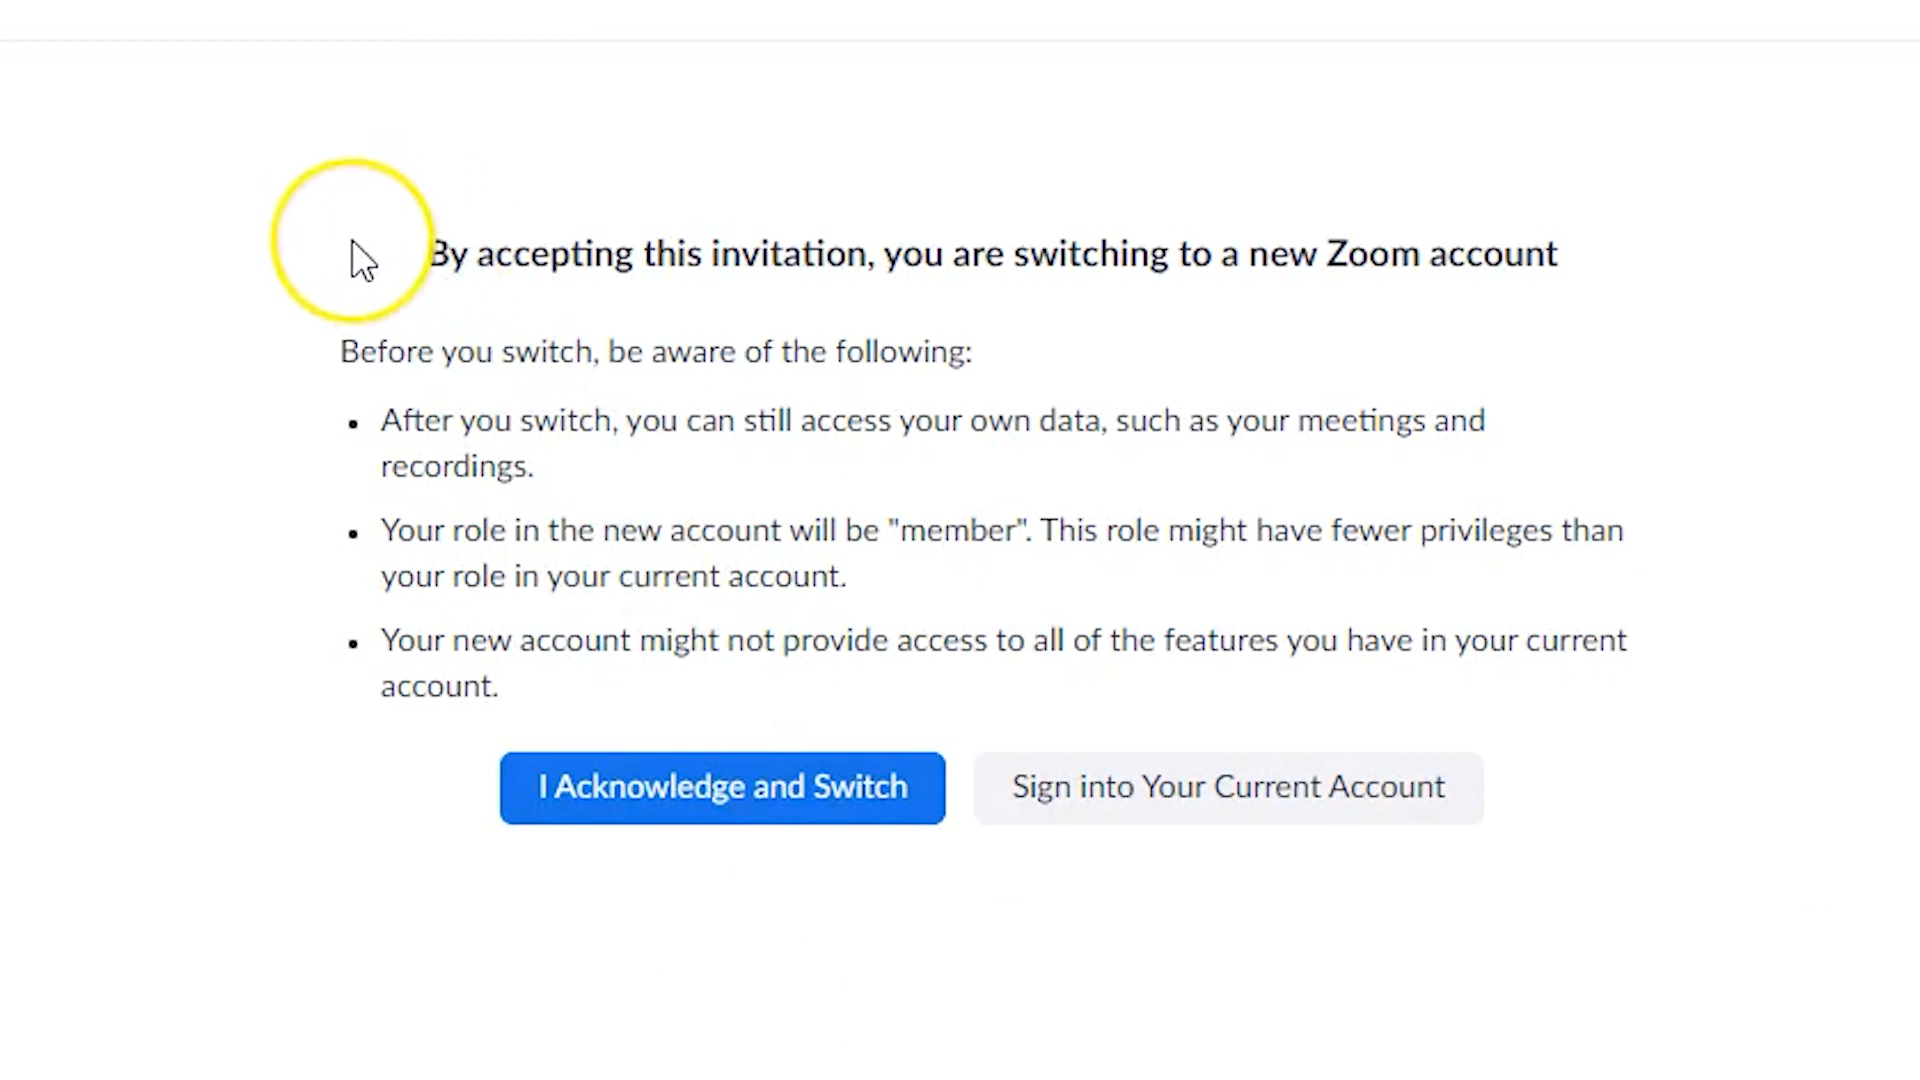 By accepting this invitation, you are switching to a new Zoom account
Before you switch, be aware of the following:
• After you switch, you can still access your own data, such as your meetings and
recordings.
• Your role in the new account will be "member". This role might have fewer privileges than
your role in your current account.
• Your new account might not provide access to all of the features you have in your current
account.
I Acknowledge and Switch
Sign into Your Current Account